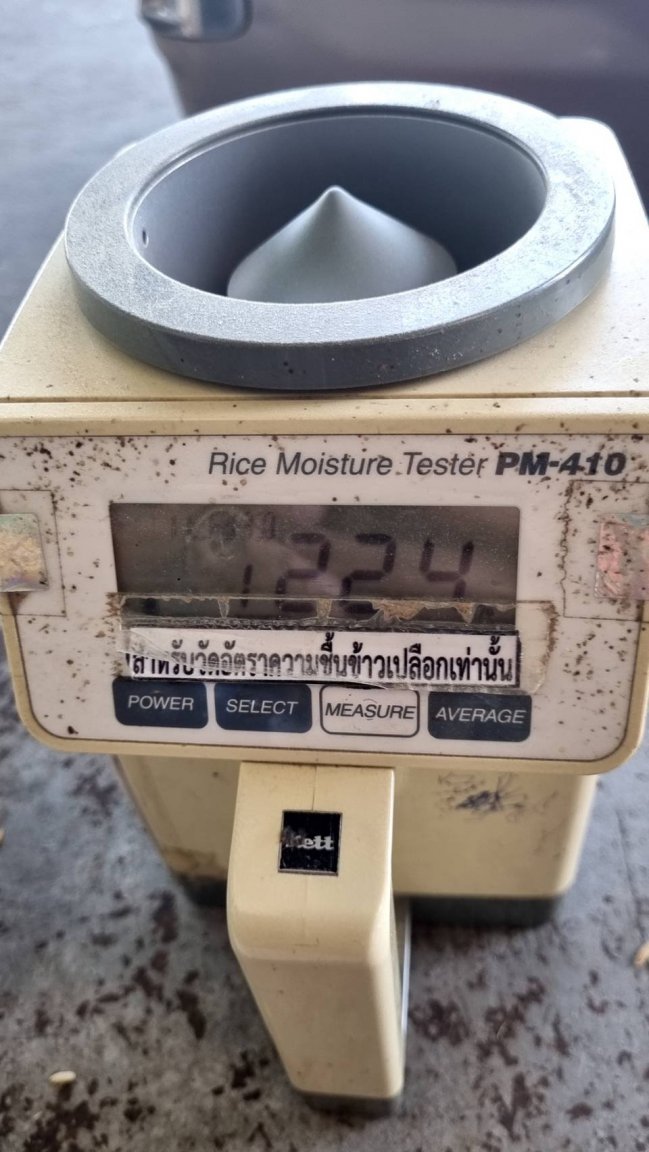 Rice Moisture Tester PM-410
224
สำหรับวัดอัตราความชื้นข้าวเปลือกเท่านั้น
POWER SELECT MEASURE AVERAGE
Kett